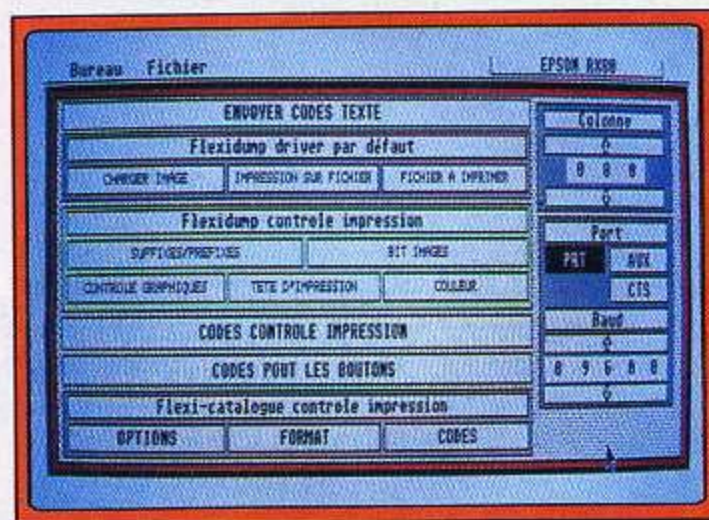 Bureau Fichier EPSON RX80
ENVOYER CODES TEXTE
Flexidump driver par défaut
CHARGER IMAGE IMPRESSION SUR FICHIER FICHIER A IMPRIMER
Flexidump controle impression
SUFFIXES/PREFIXES BIT IMAGES
CONTROLE GRAPHIQUES TETE D'IMPRESSION COULEUR
CODES CONTROLE IMPRESSION
CODES POUT LES BOUTONS
Flexi-catalogue controle impression
OPTIONS FORMAT CODES
Colonne
0 8 0
Port
PRT AUX
CTS
Baud
0 9 6 0 0